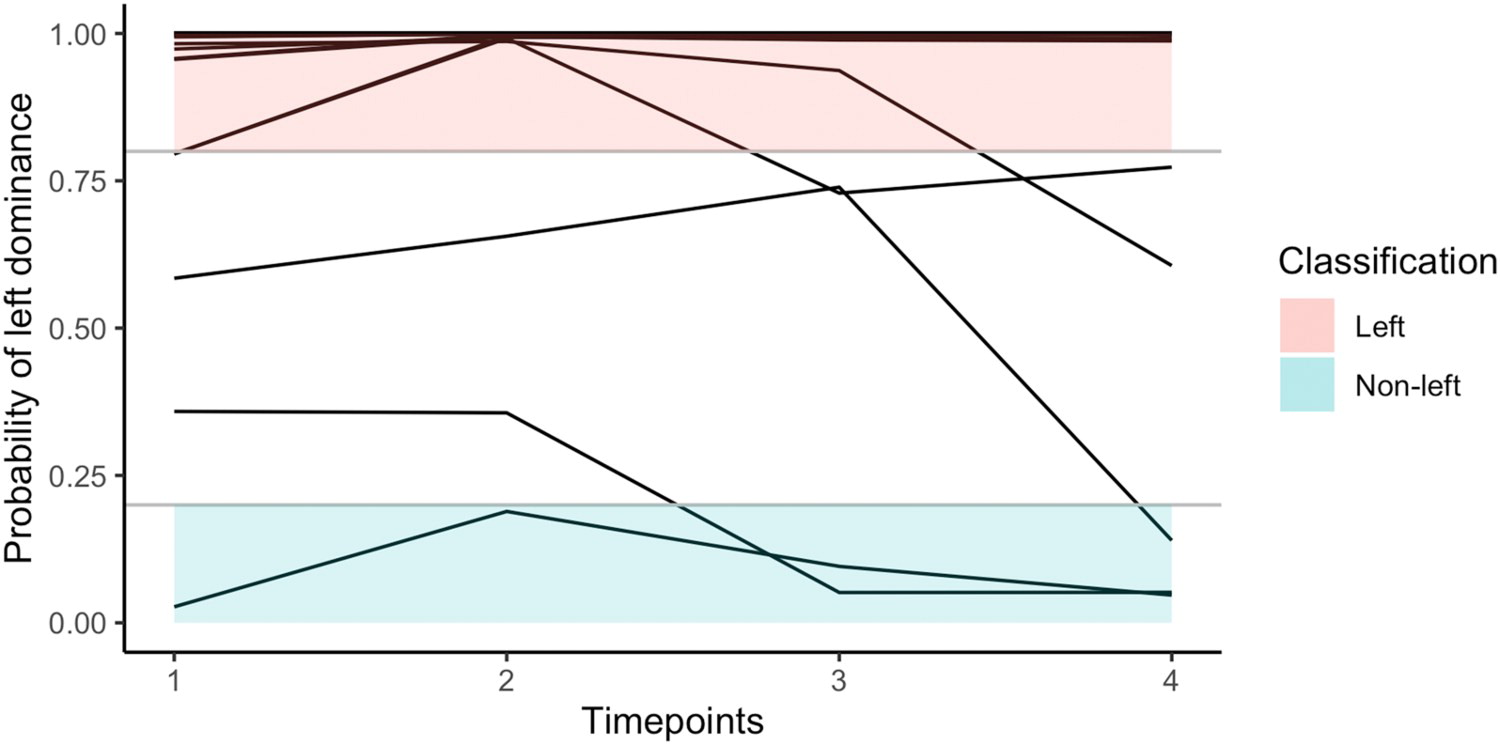 Probability of left dominance
1.00
0.75
0.50
0.25
0.00
1 2 3 4
Timepoints
Classification
Left
Non-left